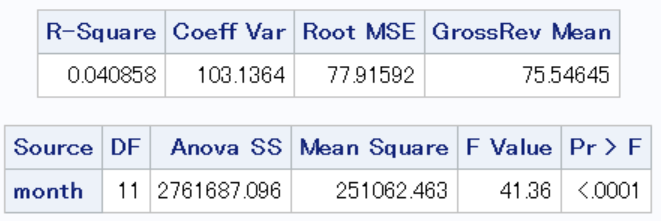 R-Square Coeff Var Root MSE GrossRev Mean
0.040858 103.1364 77.91592 75.54645
Source DF Anova SS Mean Square F Value Pr > F
month 11 2761687.096 251062.463 41.36 <.0001